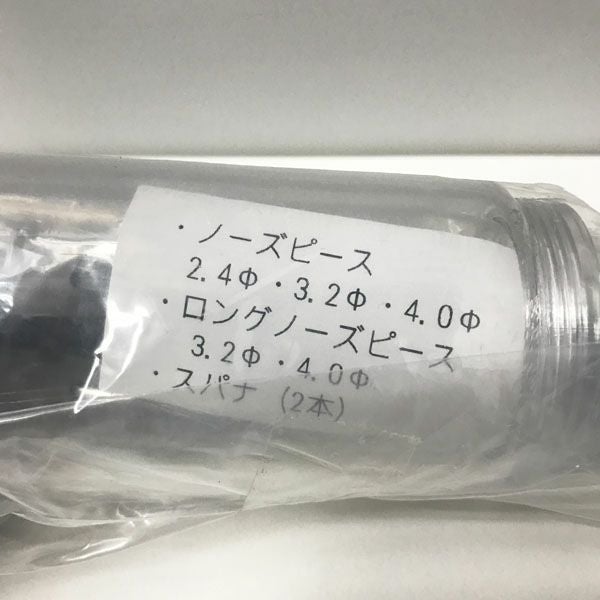 ・ノーズピース
2.4Φ・3.2Φ・4.0Φ
・ロングノーズピース
3.2Φ・4.0Φ
・スパナ (2本)